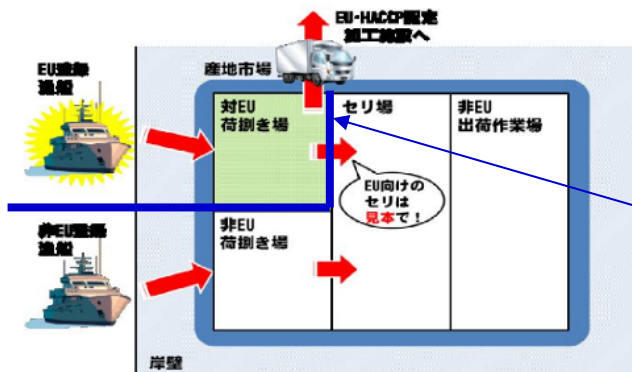 EU・HACCP認定
加工施設へ
EU登録
漁船
産地市場
対EU
荷捌き場
セリ場
非EU
出荷作業場
EU向けの
セリは
見本で！
非EU登録
漁船
非EU
荷捌き場
岸壁